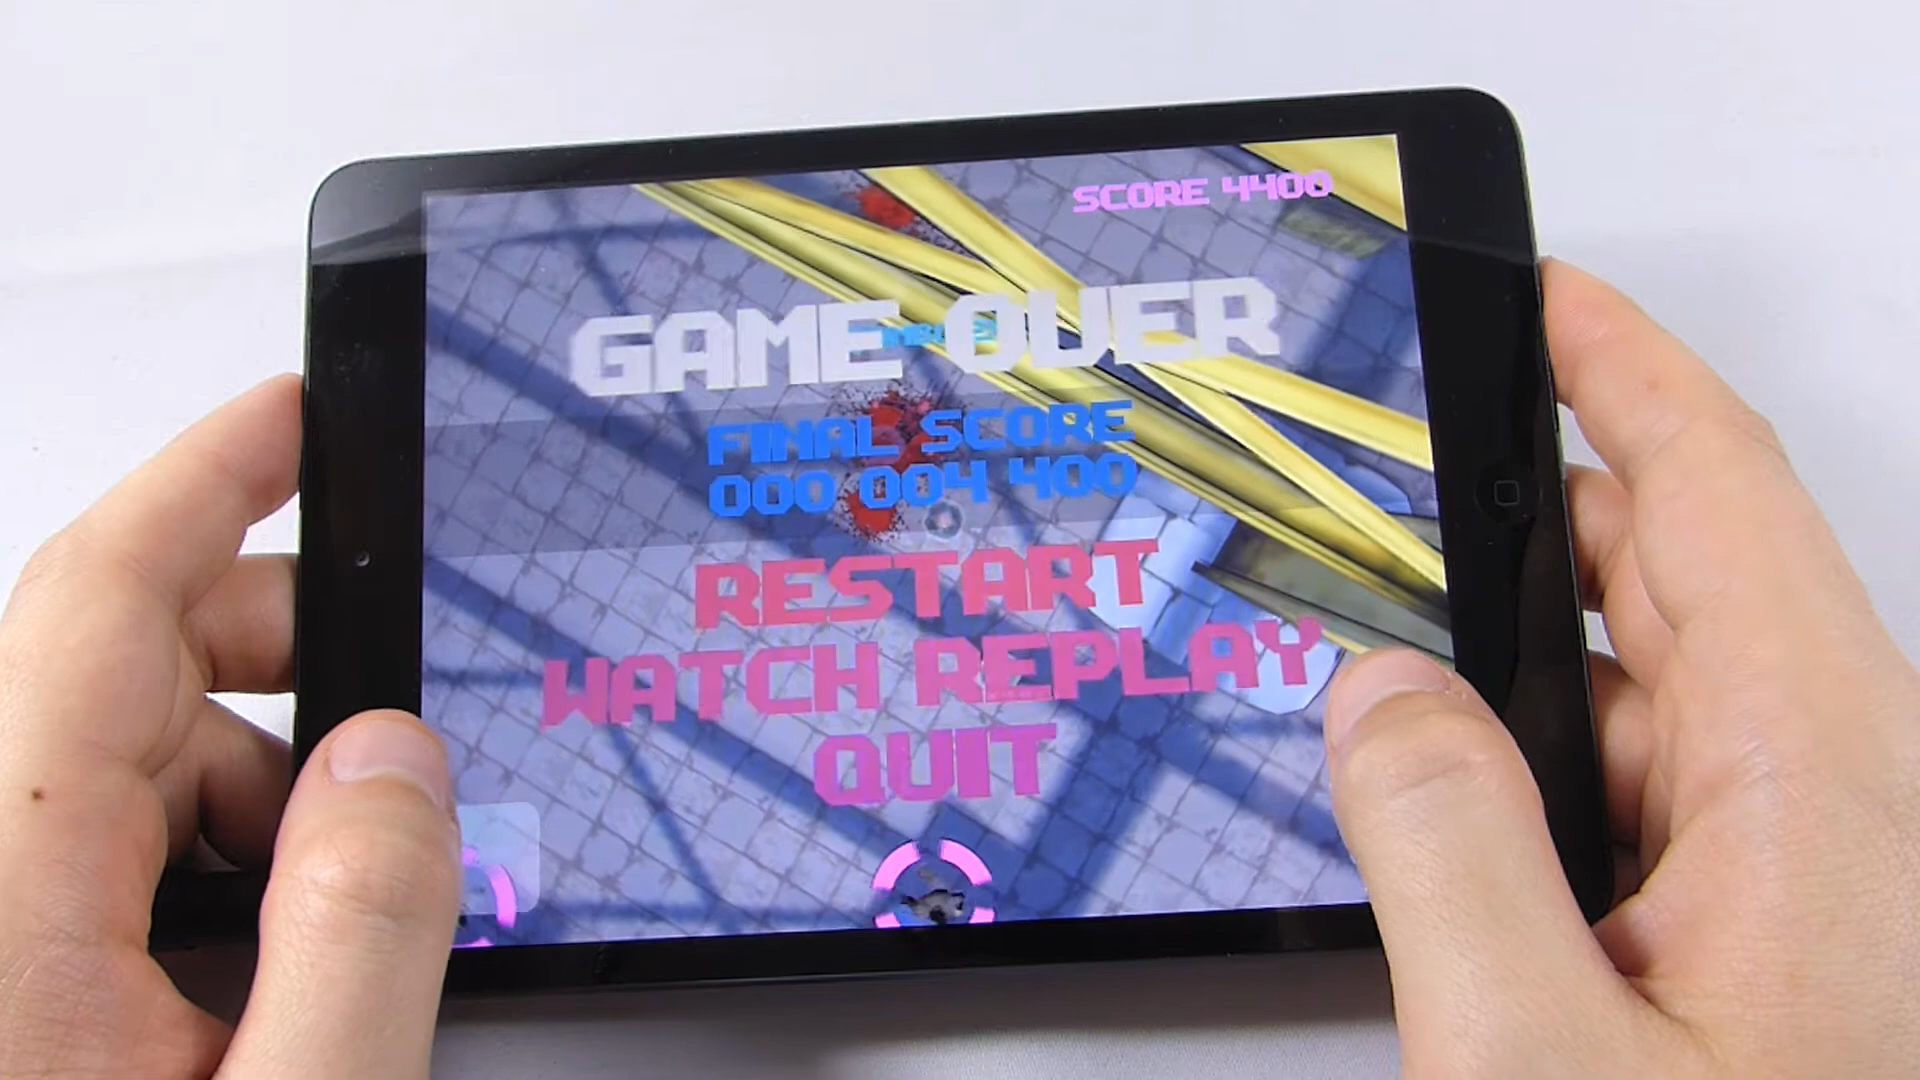 SCORE 4400
GAME OVER
FINAL SCORE
000 004 400
RESTART
WATCH REPLAY
QUIT